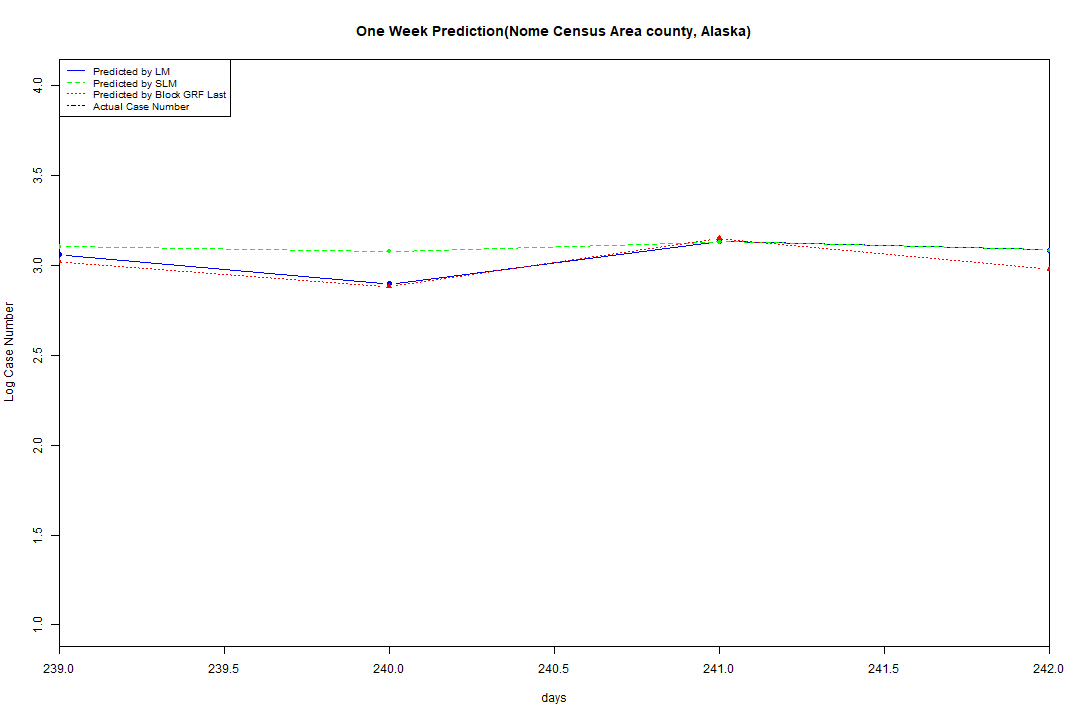 One Week Prediction(Nome Census Area county, Alaska)
Predicted by LM
Predicted by SLM
Predicted by Block GRF Last
Actual Case Number
4.0
3.5
3.0
2.5
2.0
1.5
1.0
Log Case Number
239.0 239.5 240.0 240.5 241.0 241.5 242.0
days